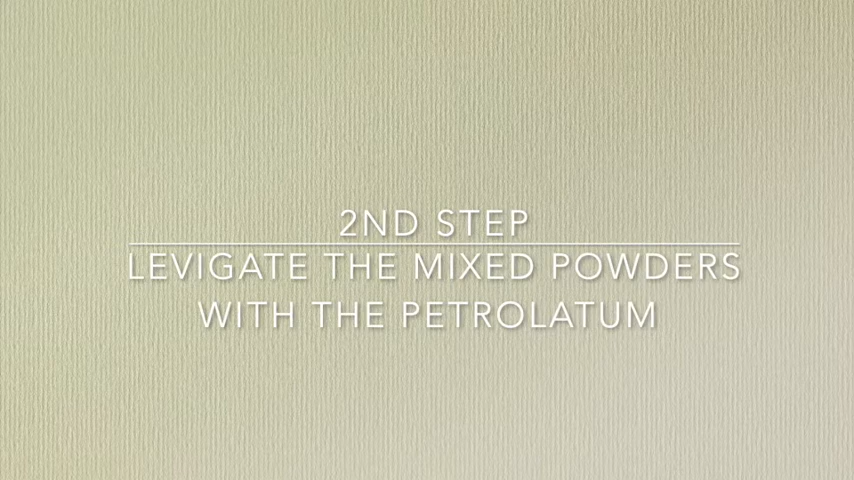 2ND STEP
LEVIGATE THE MIXED POWDERS
WITH THE PETROLATUM